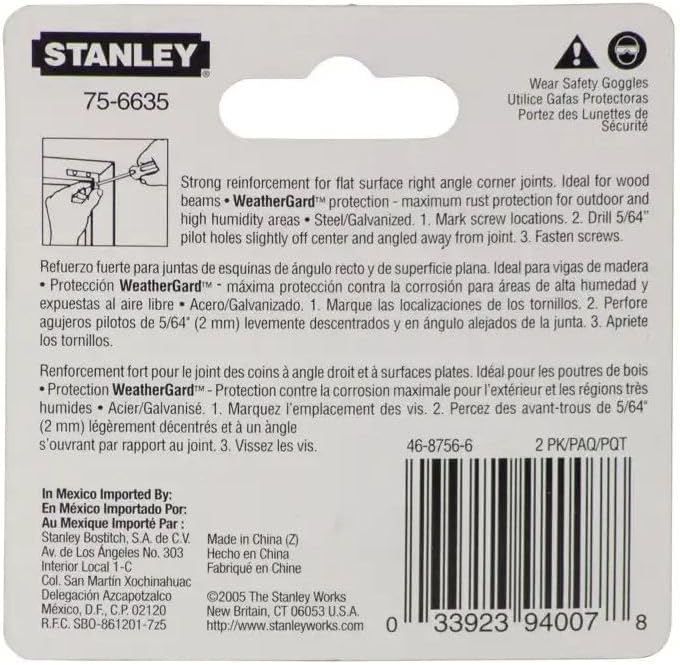 STANLEY®
75-6635
Wear Safety Goggles
Utilice Gafas Protectoras
Portez des Lunettes de
Sécurité
Strong reinforcement for flat surface right angle corner joints. Ideal for wood
beams • WeatherGard™ protection - maximum rust protection for outdoor and
high humidity areas • Steel/Galvanized. 1. Mark screw locations. 2. Drill 5/64"
pilot holes slightly off center and angled away from joint. 3. Fasten screws.
Refuerzo fuerte para juntas de esquinas de ángulo recto y de superficie plana. Ideal para vigas de madera
• Protección WeatherGard™ - máxima protección contra la corrosión para áreas de alta humedad y
expuestas al aire libre • Acero/Galvanizado. 1. Marque las localizaciones de los tornillos. 2. Perfore
agujeros pilotos de 5/64" (2 mm) levemente descentrados y en ángulo alejados de la junta. 3. Apriete
los tornillos.
Renforcement fort pour le joint des coins à angle droit et à surfaces plates. Idéal pour les poutres de bois
• Protection WeatherGard™ - Protection contre la corrosion maximale pour l'extérieur et les régions très
humides • Acier/Galvanisé. 1. Marquez l'emplacement des vis. 2. Percez des avant-trous de 5/64"
(2 mm) légèrement décentrés et à un àngle
s'ouvrant par rapport au joint. 3. Vissez les vis.
46-8756-6
2 PK/PAQ/PQT
In Mexico Imported By:
En México Importado Por:
Au Mexique Importé Par :
Stanley Bostitch, S.A. de C.V.
Av. de Los Ángeles No. 303
Interior Local 1-C
Col. San Martín Xochinahuac
Delegación Azcapotzalco
México, D.F., C.P. 02120
R.F.C. SBO-861201-7z5
Made in China (Z)
Hecho en China
Fabriqué en Chine
©2005 The Stanley Works
New Britain, CT 06053 U.S.A.
http://www.stanleyworks.com
0 33923 94007 8